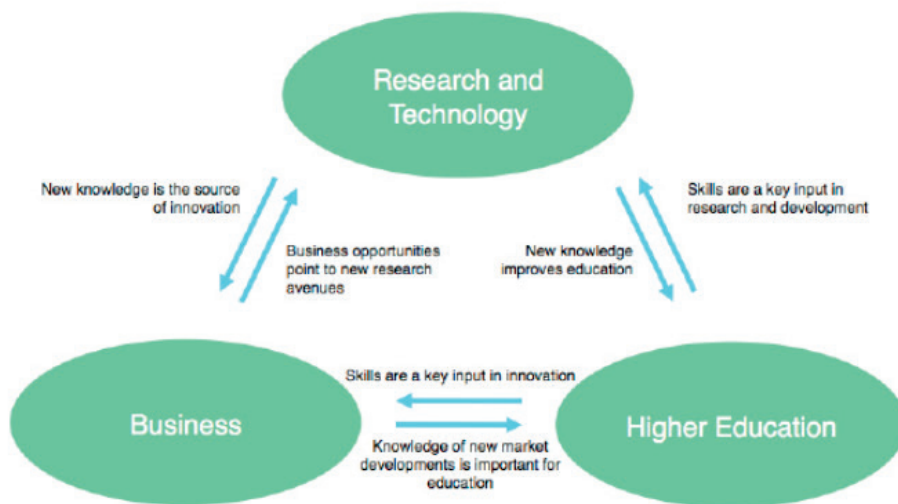 Research and
Technology
New knowledge is the source
of innovation
Skills are a key input in
research and development
Business opportunities
point to new research
avenues
New knowledge
improves education
Skills are a key input in innovation
Business
Higher Education
Knowledge of new market
developments is important for
education